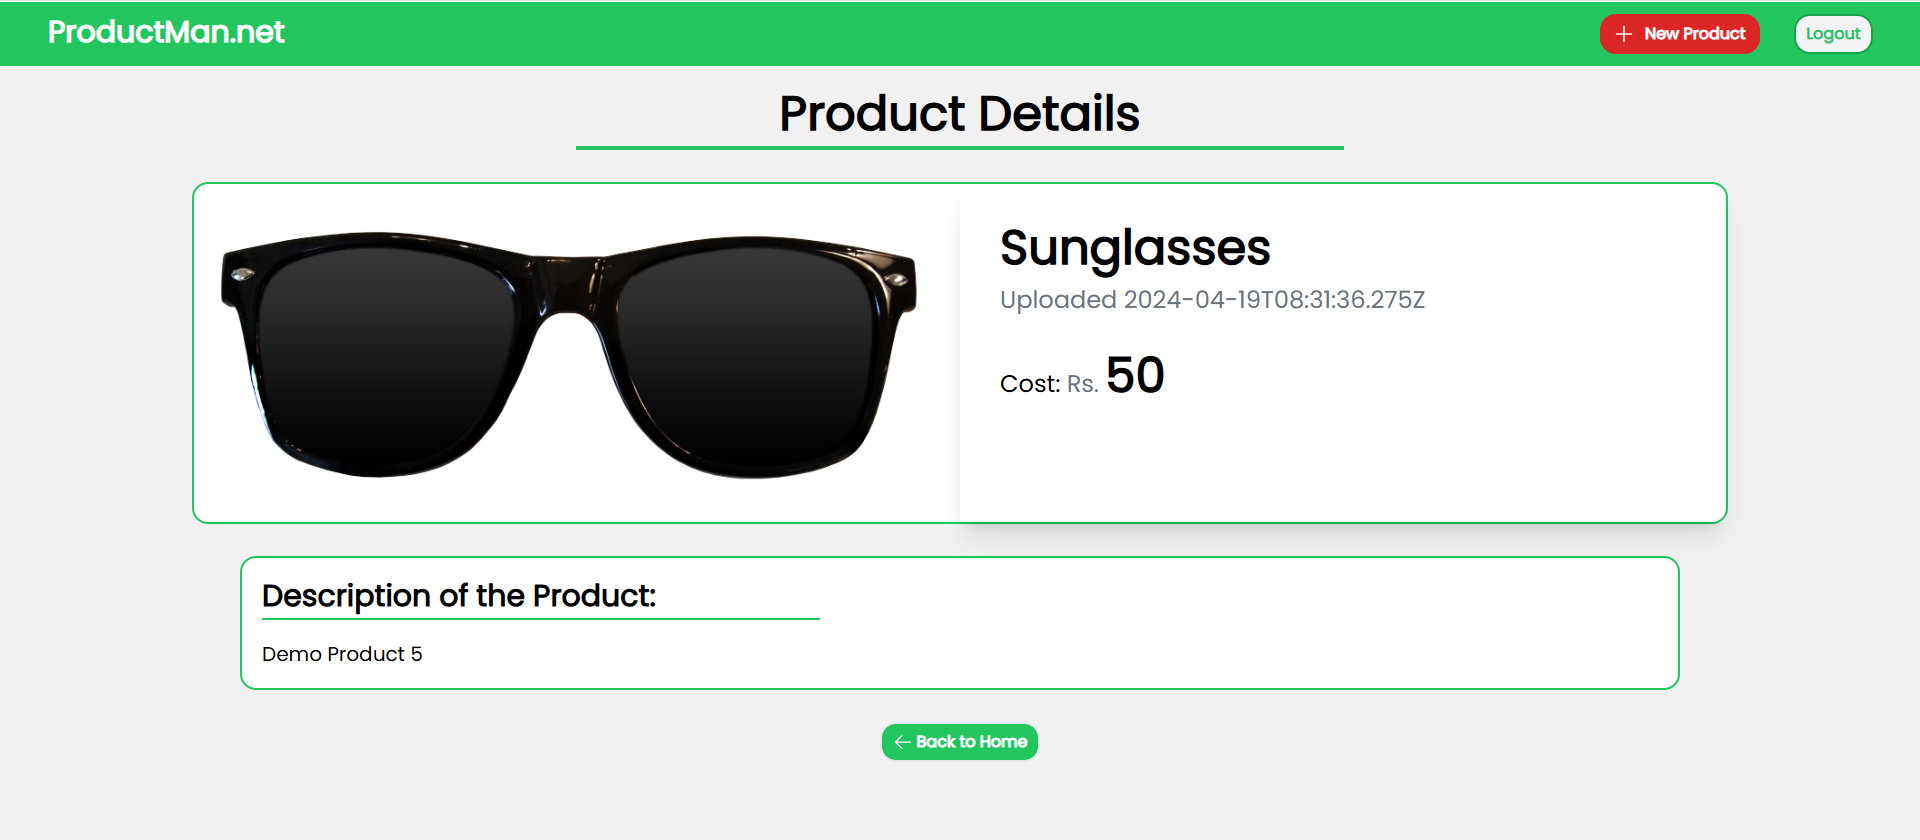 ProductMan.net
New Product
Logout
Product Details
Sunglasses
Uploaded 2024-04-19T08:31:36.275Z
Cost: Rs. 50
Description of the Product:
Demo Product 5
Back to Home